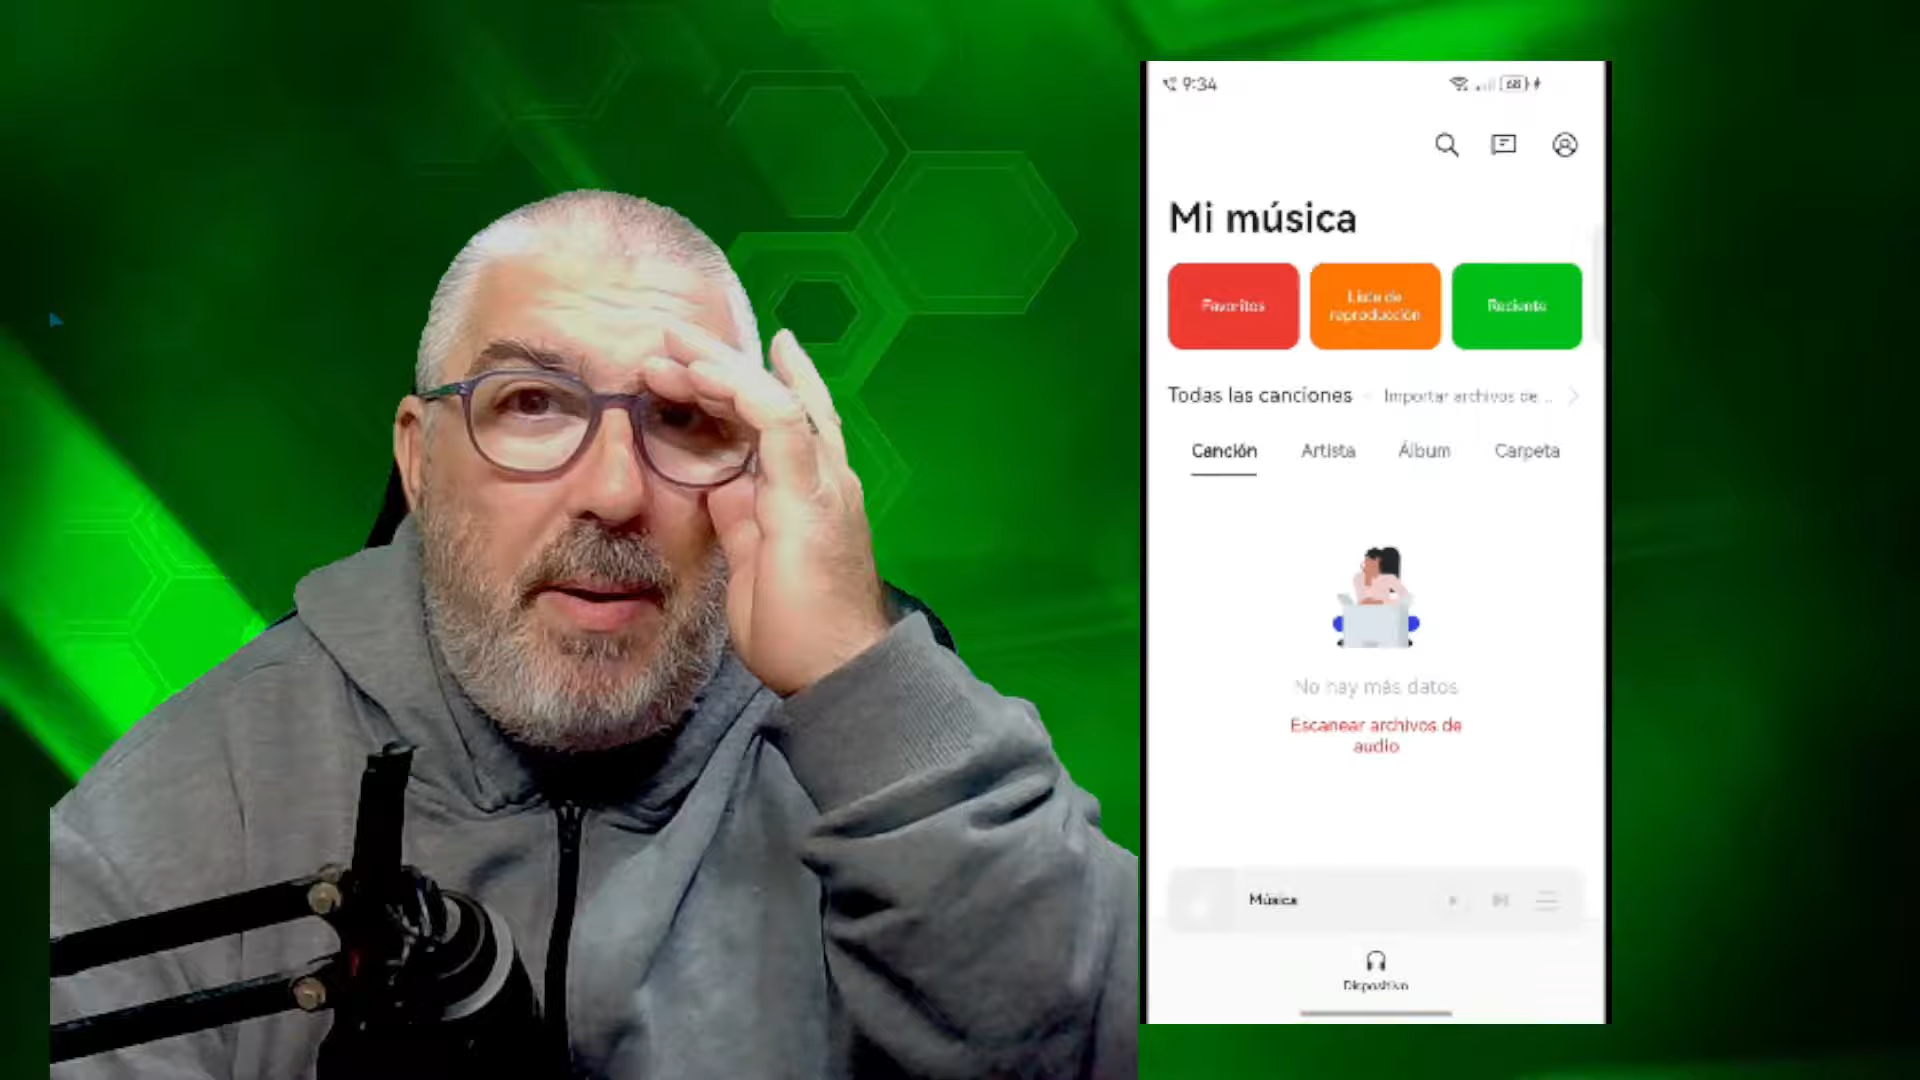 9:34
68
Mi música
Favoritos
Lista de
reproducción
Reciente
Todas las canciones
Importar archivos de...
Canción
Artista
Álbum
Carpeta
No hay más datos
Escanear archivos de
audio
Música
Dispositivo